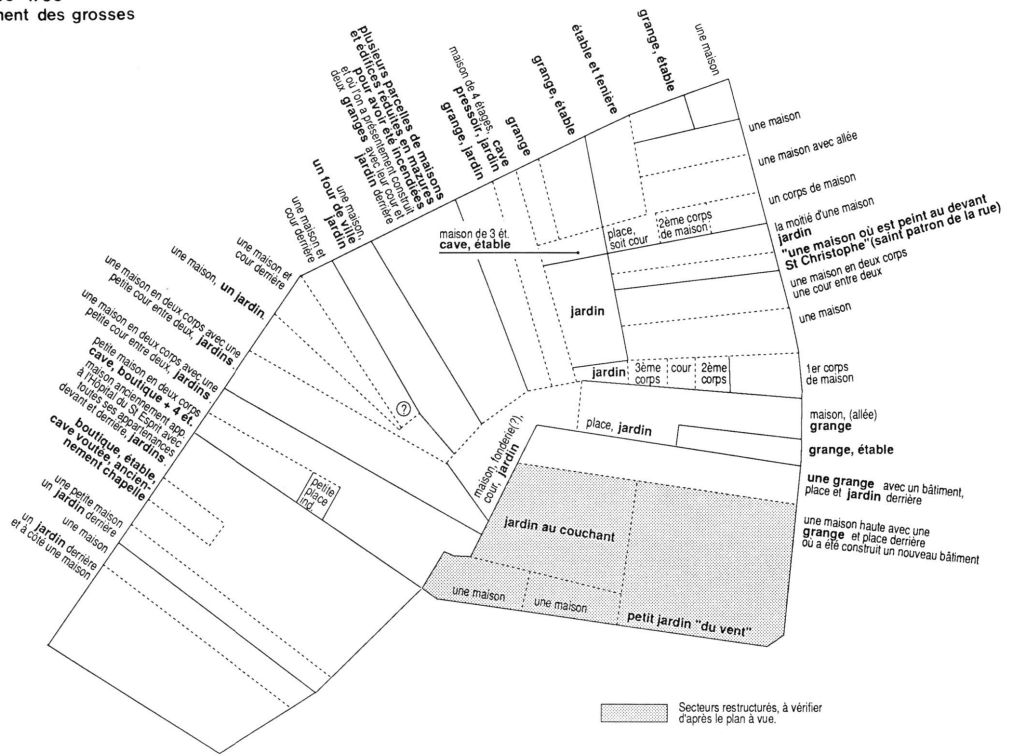 ment des grosses
un jardin derrière
et à côté une maison
une maison
une petite maison
un jardin derrière
boutique, étable,
cave voutée, ancien-
nement chapelle
maison anciennement app.
à l'Hôpital du St Esprit avec
toutes ses appartenances
devant et derrière, jardins
petite maison en deux corps
cave, boutique + 4 ét.
une maison en deux corps avec une
petite cour entre deux, jardins
une maison en deux corps avec une
petite cour entre deux, jardins
une maison, un jardin
une maison et
cour derrière
une maison et
cour derrière
un four de ville
une maison
jardin
plusieurs parcelles de maisons
et édifices réduites en mazures
pour avoir été incendiées
et où l'on a présentement construit
deux granges avec leur cour et
jardin derrière
grange, jardin
maison de 4 étages, cave
pressoir, jardin
grange
grange, étable
étable et fenière
grange, étable
une maison
une maison
une maison avec allée
un corps de maison
la moitié d'une maison
jardin
"une maison où est peint au devant
St Christophe" (saint patron de la rue)
une maison en deux corps
une cour entre deux
une maison
1er corps
de maison
maison, (allée)
grange
grange, étable
une grange avec un bâtiment,
place et jardin derrière
une maison haute avec une
grange et place derrière
où a été construit un nouveau bâtiment
maison de 3 ét.
cave, étable
place,
soit cour
2ème corps
de maison
jardin
jardin
3ème
corps
cour
2ème
corps
place, jardin
maison, fonderie(?),
cour, jardin
(?)
petite
place
ind.
jardin au couchant
une maison
une maison
petit jardin "du vent"
Secteurs restructurés, à vérifier
d'après le plan à vue.